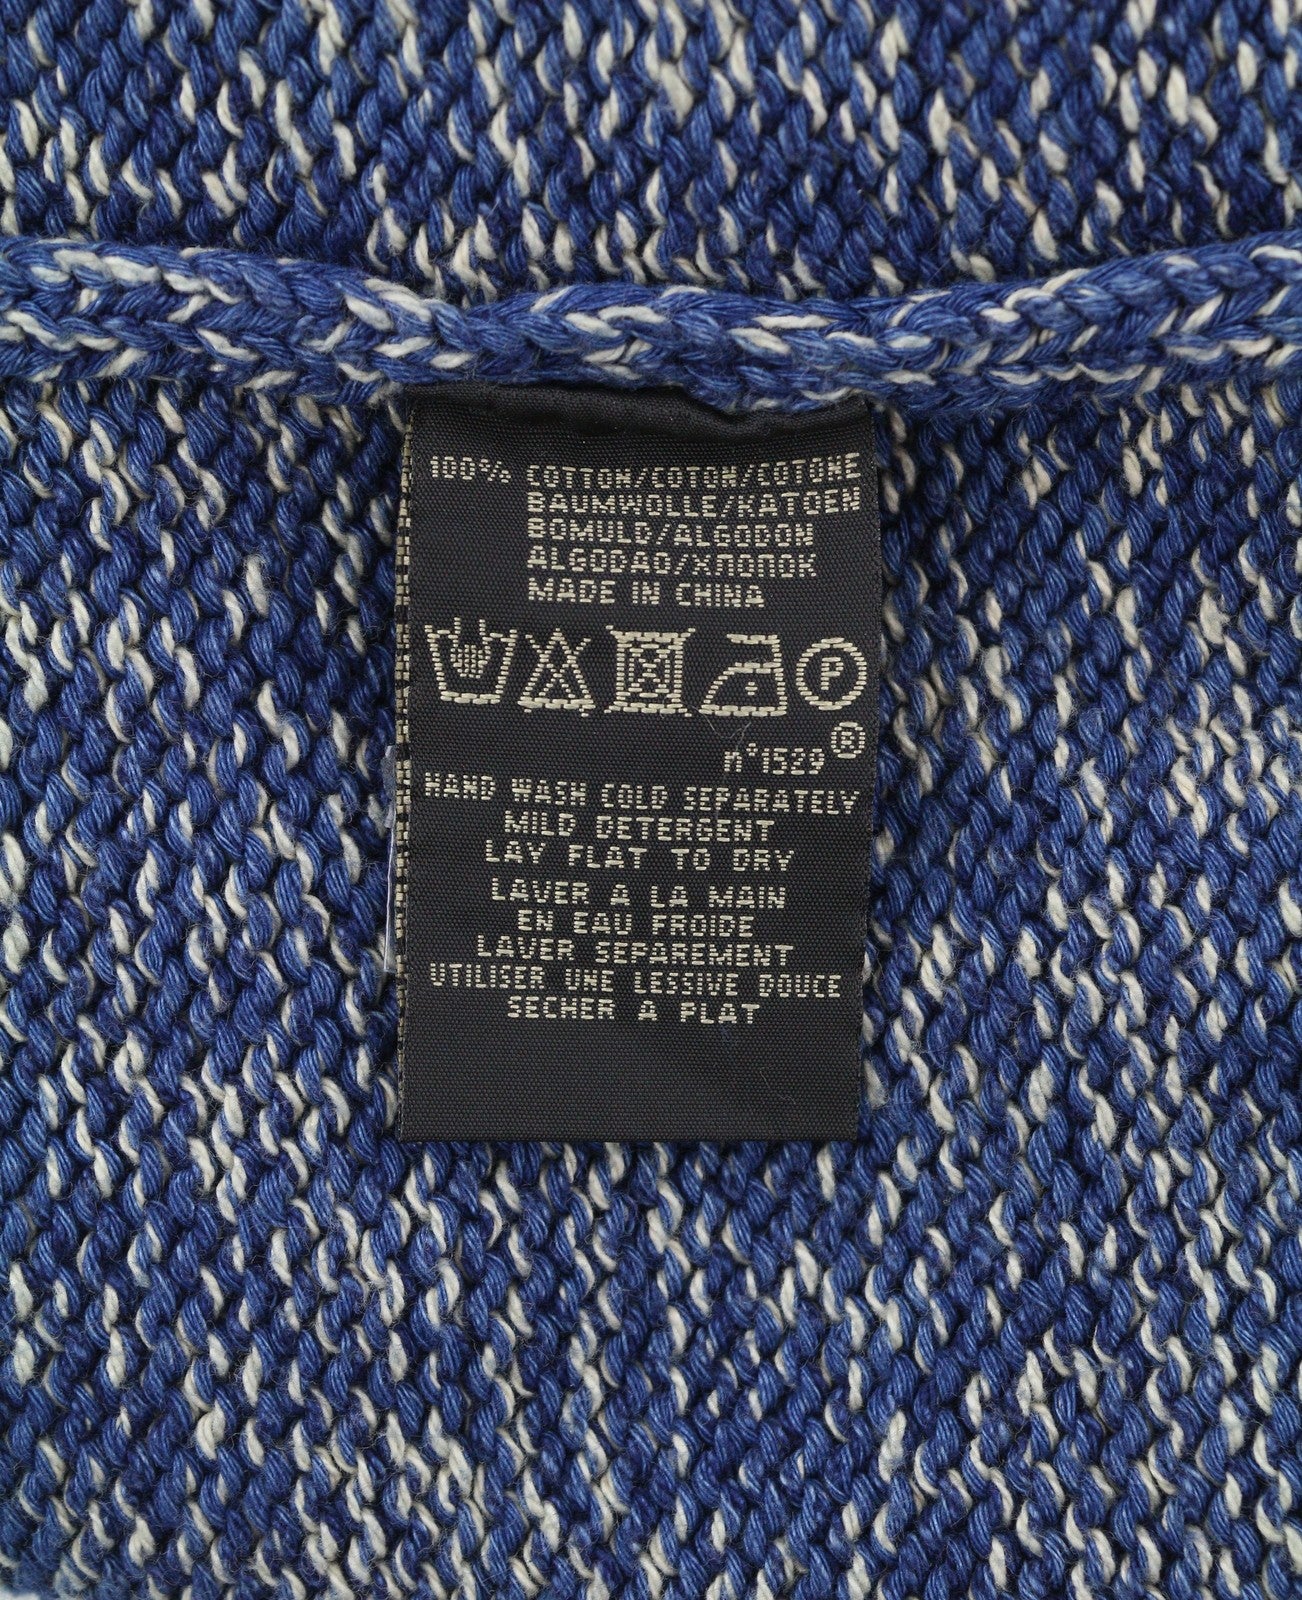 100% COTTON/COTON/COTONE
BAUMWOLLE/KATOEN
BOMULD/ALGODON
ALGODAO/ХЛОПОК
MADE IN CHINA
P
n°1529 ®
HAND WASH COLD SEPARATELY
MILD DETERGENT
LAY FLAT TO DRY
LAVER A LA MAIN
EN EAU FROIDE
LAVER SEPAREMENT
UTILISER UNE LESSIVE DOUCE
SECHER A PLAT